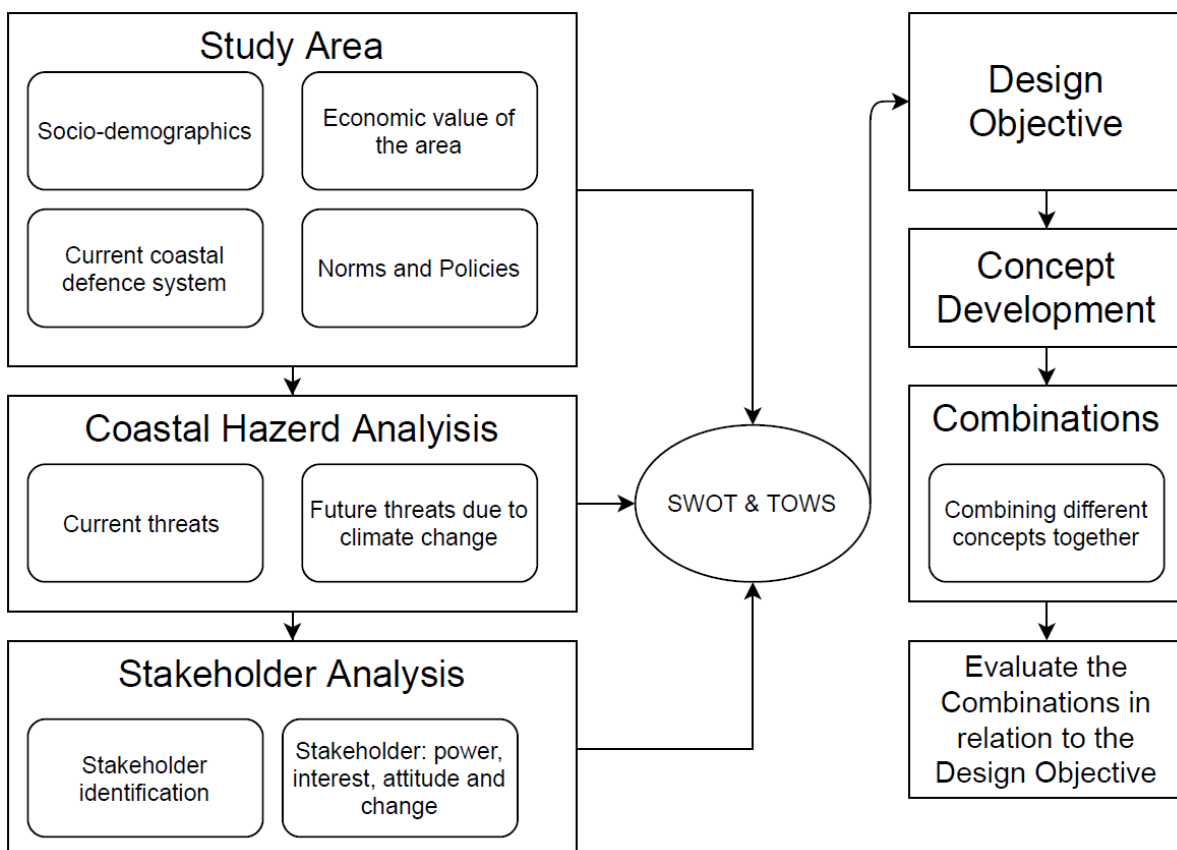 Study Area
Socio-demographics
Economic value of
the area
Current coastal
defence system
Norms and Policies
Coastal Hazerd Analyisis
Current threats
Future threats due to
climate change
Stakeholder Analysis
Stakeholder
identification
Stakeholder: power,
interest, attitude and
change
SWOT & TOWS
Design
Objective
Concept
Development
Combinations
Combining different
concepts together
Evaluate the
Combinations in
relation to the
Design Objective